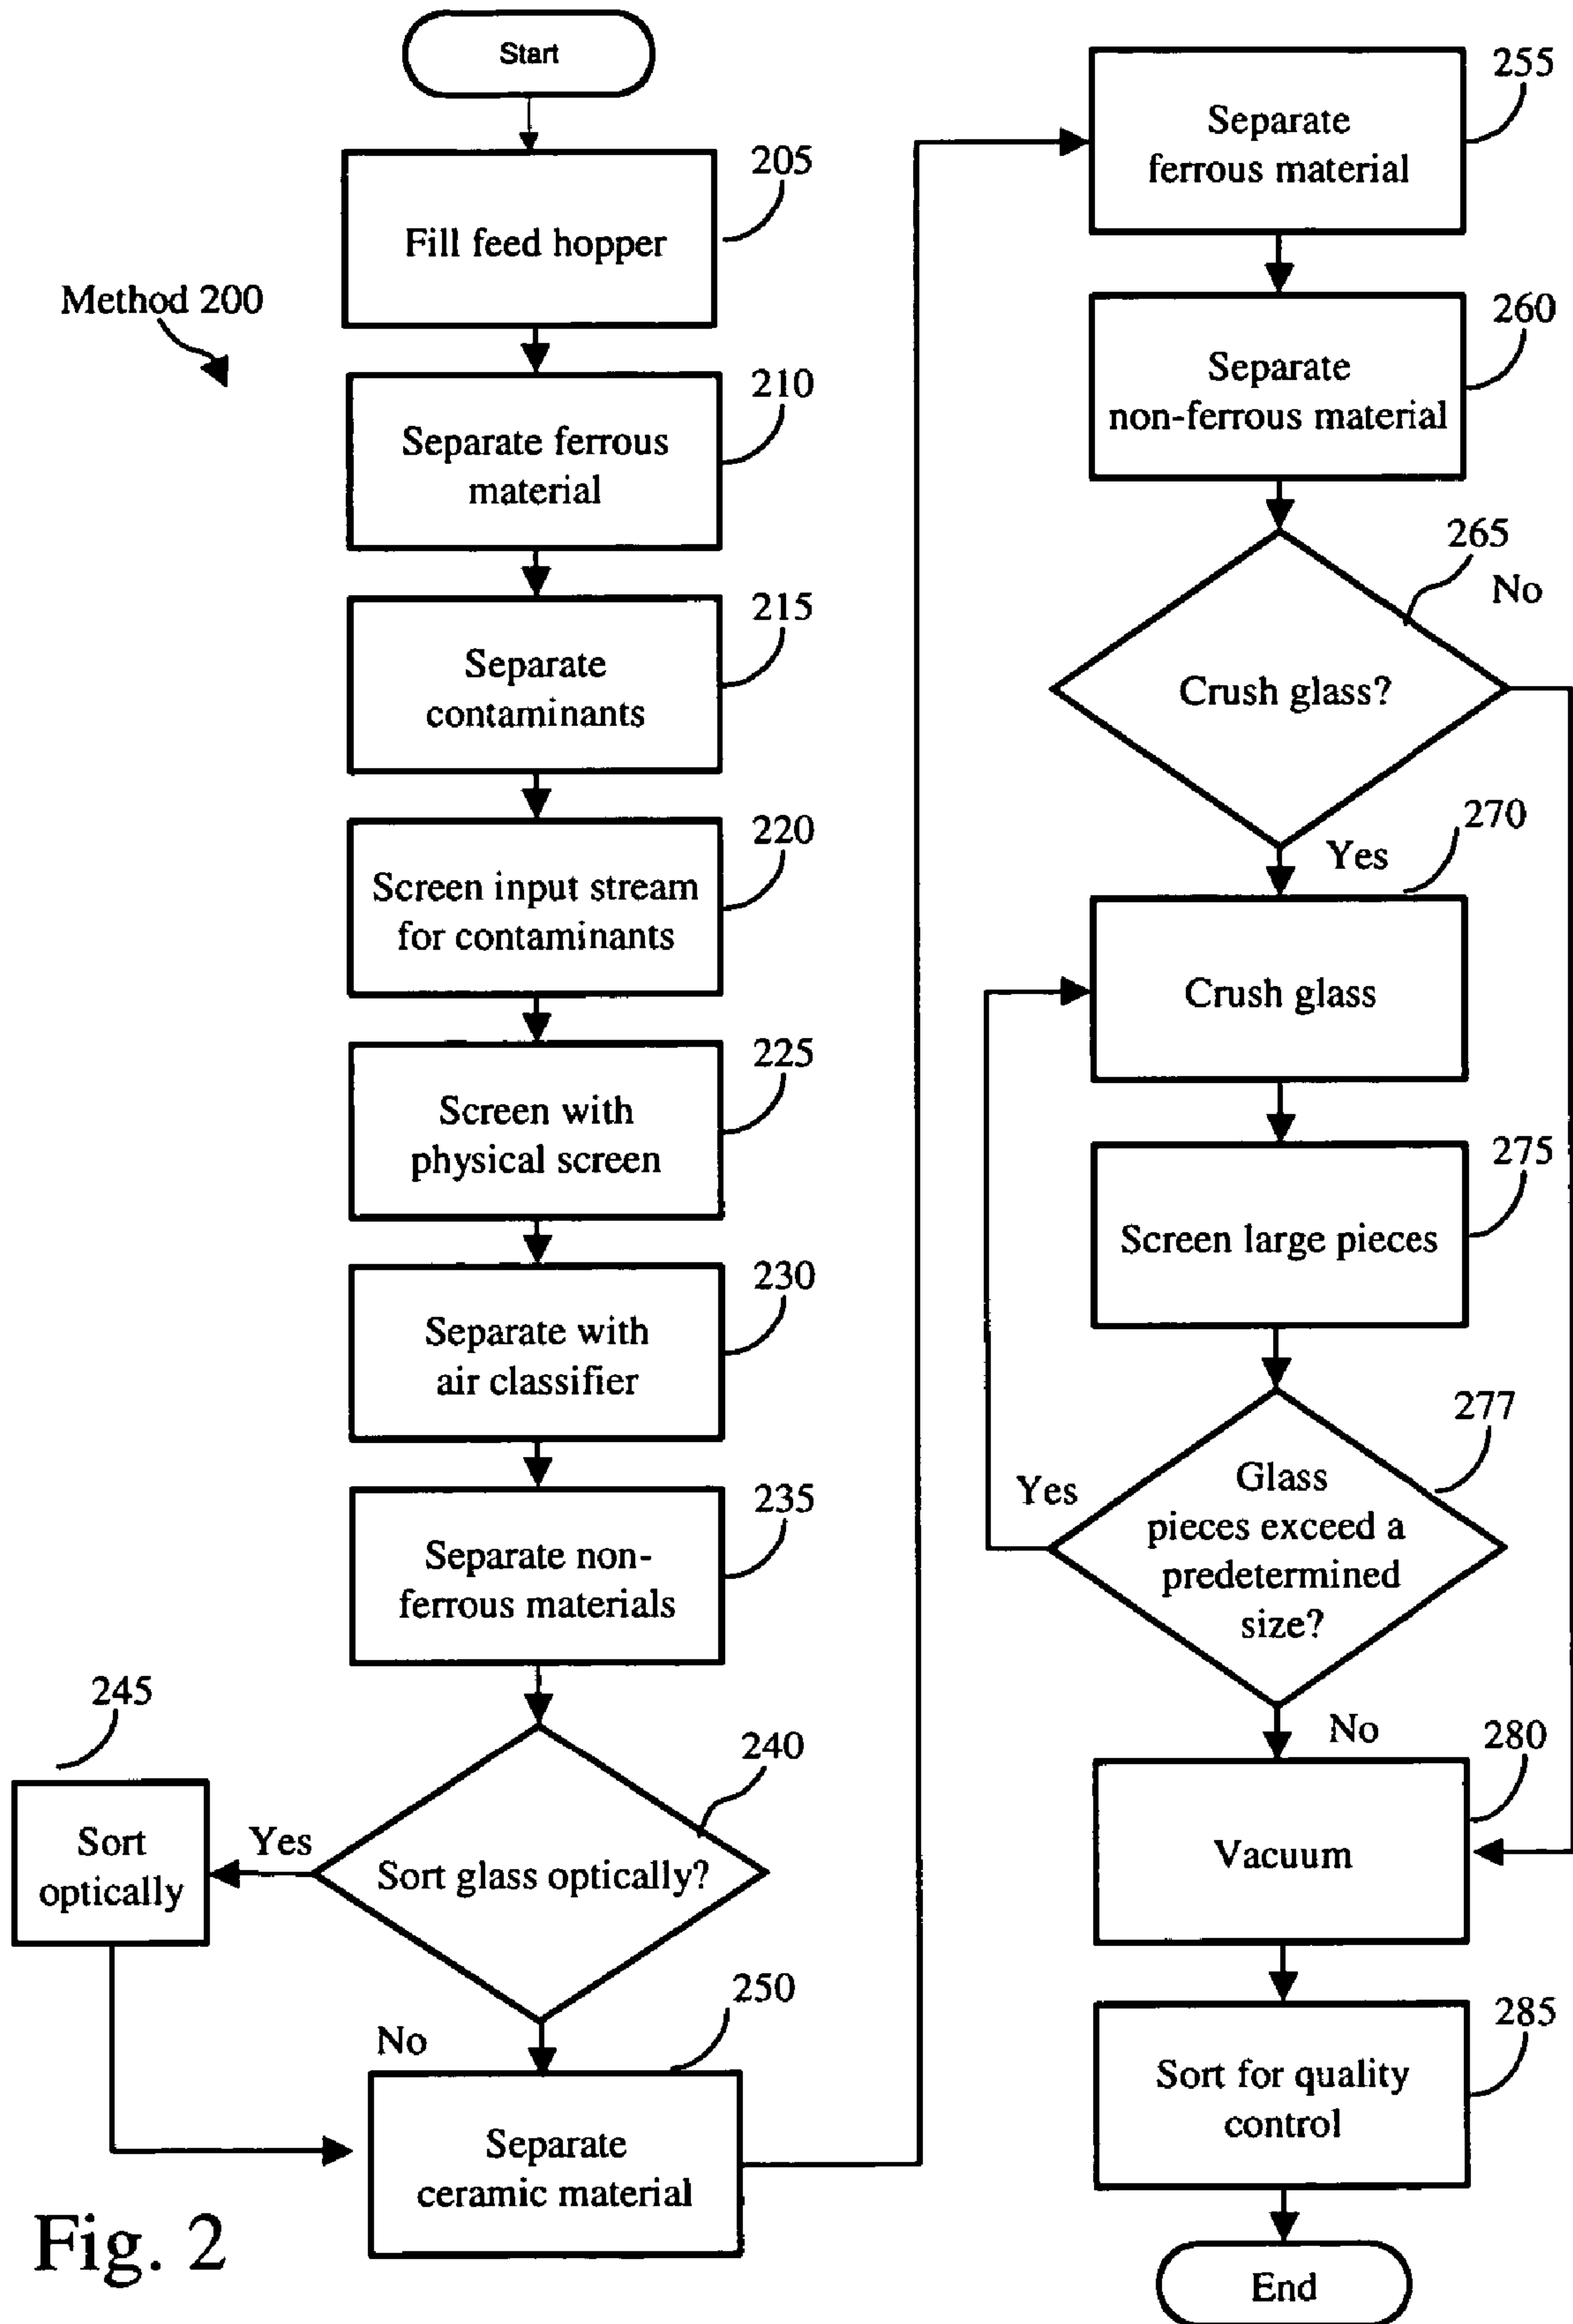 Start
Fill feed hopper
205
Method 200
210
Separate ferrous
material
215
Separate
contaminants
220
Screen input stream
for contaminants
225
Screen with
physical screen
230
Separate with
air classifier
235
Separate non-
ferrous materials
240
Sort glass optically?
Yes
245
Sort
optically
No
250
Separate
ceramic material
255
Separate
ferrous material
260
Separate
non-ferrous material
265
No
Crush glass?
Yes
270
Crush glass
275
Screen large pieces
277
Yes
Glass
pieces exceed a
predetermined
size?
No
280
Vacuum
285
Sort for quality
control
End
Fig. 2